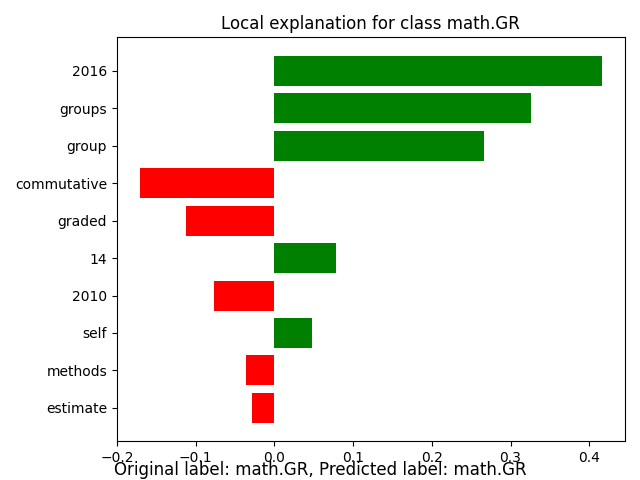 Local explanation for class math.GR
2016
groups
group
commutative
graded
14
2010
self
methods
estimate
−0.2 −0.1 0.0 0.1 0.2 0.3 0.4
Original label: math.GR, Predicted label: math.GR